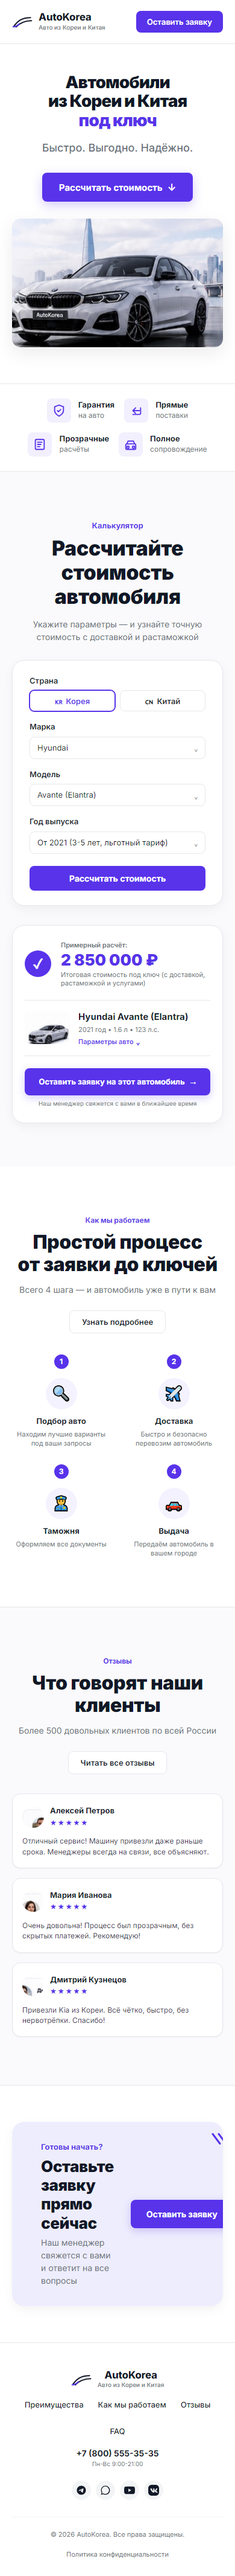 AutoKorea
Авто из Кореи и Китая
Оставить заявку
Автомобили
из Кореи и Китая
под ключ
Быстро. Выгодно. Надёжно.
Рассчитать стоимость ↓
AutoKorea
Гарантия
на авто
Прямые
поставки
Прозрачные
расчёты
Полное
сопровождение
Калькулятор
Рассчитайте
стоимость
автомобиля
Укажите параметры — и узнайте точную
стоимость с доставкой и растаможкой
Страна
KR Корея
CN Китай
Марка
Hyundai
Модель
Avante (Elantra)
Год выпуска
От 2021 (3-5 лет, льготный тариф)
Рассчитать стоимость
Примерный расчёт:
2 850 000 ₽
Итоговая стоимость под ключ (с доставкой,
растаможкой и услугами)
Hyundai Avante (Elantra)
2021 год • 1.6 л • 123 л.с.
Параметры авто
Оставить заявку на этот автомобиль →
Наш менеджер свяжется с вами в ближайшее время
Как мы работаем
Простой процесс
от заявки до ключей
Всего 4 шага — и автомобиль уже в пути к вам
Узнать подробнее
1
Подбор авто
Находим лучшие варианты
под ваши запросы
2
Доставка
Быстро и безопасно
перевозим автомобиль
3
Таможня
Оформляем все документы
4
Выдача
Передаём автомобиль в
вашем городе
Отзывы
Что говорят наши
клиенты
Более 500 довольных клиентов по всей России
Читать все отзывы
Алексей Петров
★★★★★
Отличный сервис! Машину привезли даже раньше
срока. Менеджеры всегда на связи, все объясняют.
Мария Иванова
★★★★★
Очень довольна! Процесс был прозрачным, без
скрытых платежей. Рекомендую!
Дмитрий Кузнецов
★★★★★
Привезли Kia из Кореи. Всё чётко, быстро, без
нервотрёпки. Спасибо!
Готовы начать?
Оставьте
заявку
прямо
сейчас
Наш менеджер
свяжется с вами
и ответит на все
вопросы
Оставить заявку
AutoKorea
Авто из Кореи и Китая
Преимущества
Как мы работаем
Отзывы
FAQ
+7 (800) 555-35-35
Пн-Вс 9:00-21:00
© 2026 AutoKorea. Все права защищены.
Политика конфиденциальности